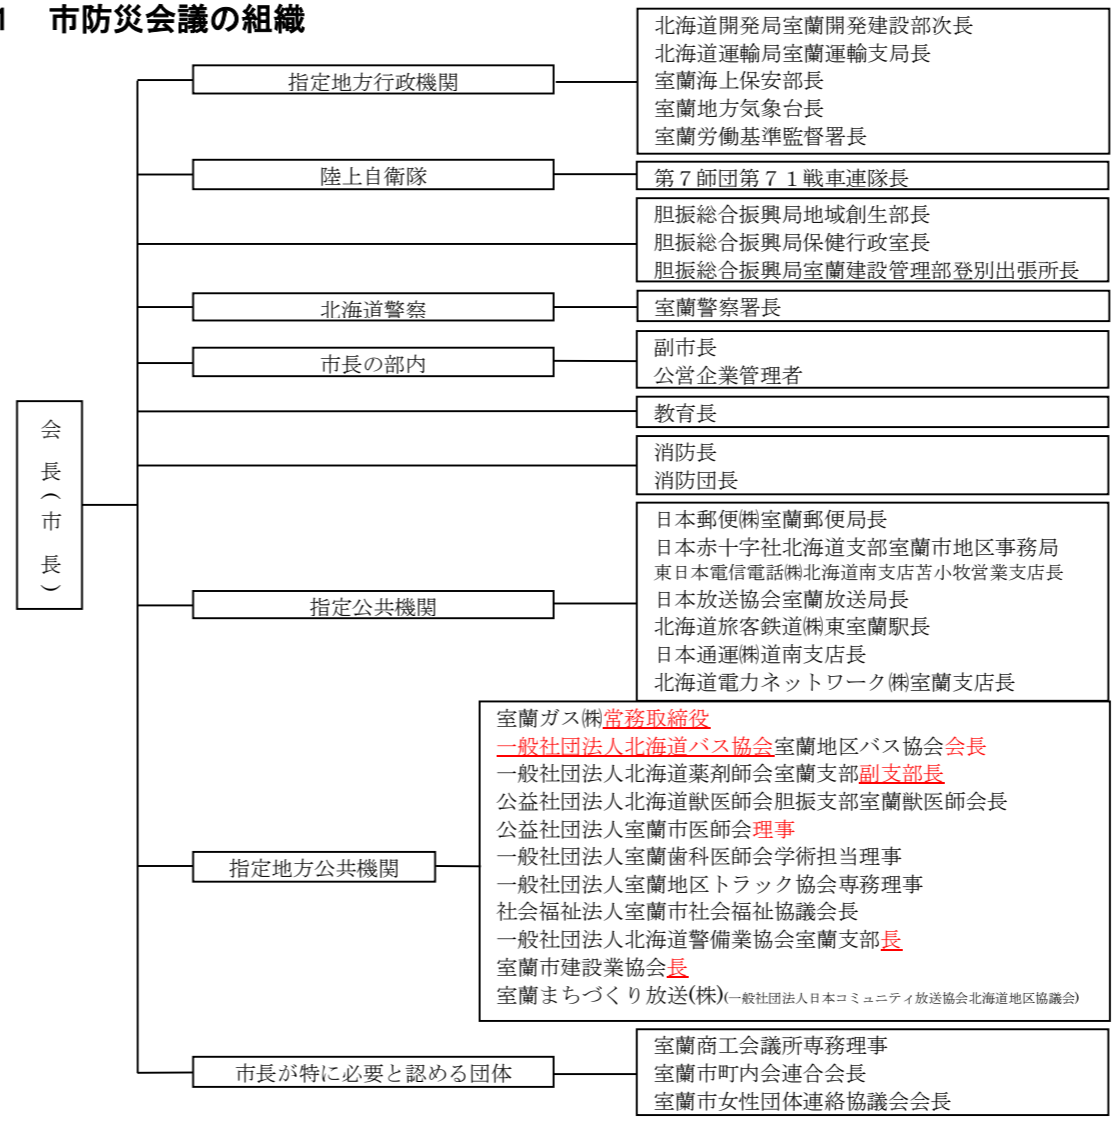 1 市防災会議の組織
会長(市長)
指定地方行政機関
北海道開発局室蘭開発建設部次長
北海道運輸局室蘭運輸支局長
室蘭海上保安部長
室蘭地方気象台長
室蘭労働基準監督署長
陸上自衛隊
第7師団第71戦車連隊長
胆振総合振興局地域創生部長
胆振総合振興局保健行政室長
胆振総合振興局室蘭建設管理部登別出張所長
北海道警察
室蘭警察署長
市長の部内
副市長
公営企業管理者
教育長
消防長
消防団長
指定公共機関
日本郵便㈱室蘭郵便局長
日本赤十字社北海道支部室蘭市地区事務局
東日本電信電話㈱北海道南支店苫小牧営業支店長
日本放送協会室蘭放送局長
北海道旅客鉄道㈱東室蘭駅長
日本通運㈱道南支店長
北海道電力ネットワーク㈱室蘭支店長
指定地方公共機関
室蘭ガス㈱常務取締役
一般社団法人北海道バス協会室蘭地区バス協会会長
一般社団法人北海道薬剤師会室蘭支部副支部長
公益社団法人北海道獣医師会胆振支部室蘭獣医師会長
公益社団法人室蘭市医師会理事
一般社団法人室蘭歯科医師会学術担当理事
一般社団法人室蘭地区トラック協会専務理事
社会福祉法人室蘭市社会福祉協議会長
一般社団法人北海道警備業協会室蘭支部長
室蘭市建設業協会長
室蘭まちづくり放送(株)(一般社団法人日本コミュニティ放送協会北海道地区協議会)
市長が特に必要と認める団体
室蘭商工会議所専務理事
室蘭市町内会連合会長
室蘭市女性団体連絡協議会会長